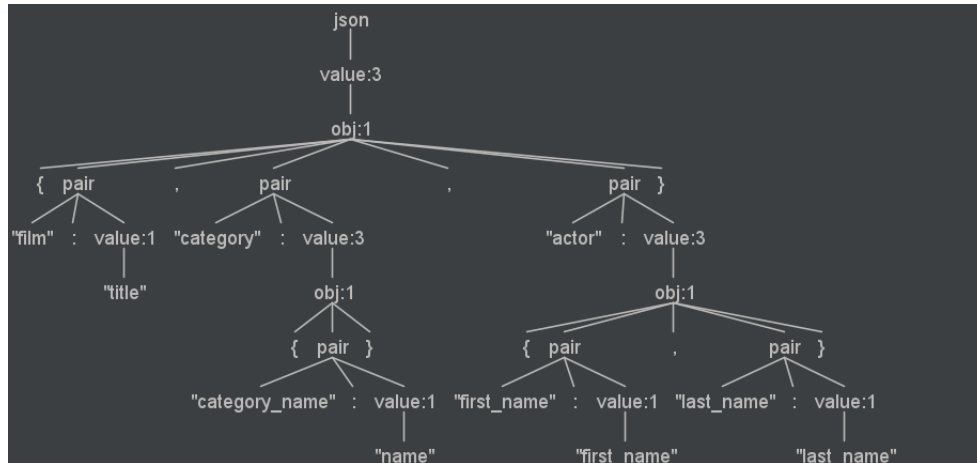 json
value:3
obj:1
{ pair , pair , pair }
"film" : value:1 "category" : value:3 "actor" : value:3
"title" obj:1 obj:1
{ pair } { pair , pair }
"category_name" : value:1 "first_name" : value:1 "last_name" : value:1
"name" "first_name" "last_name"